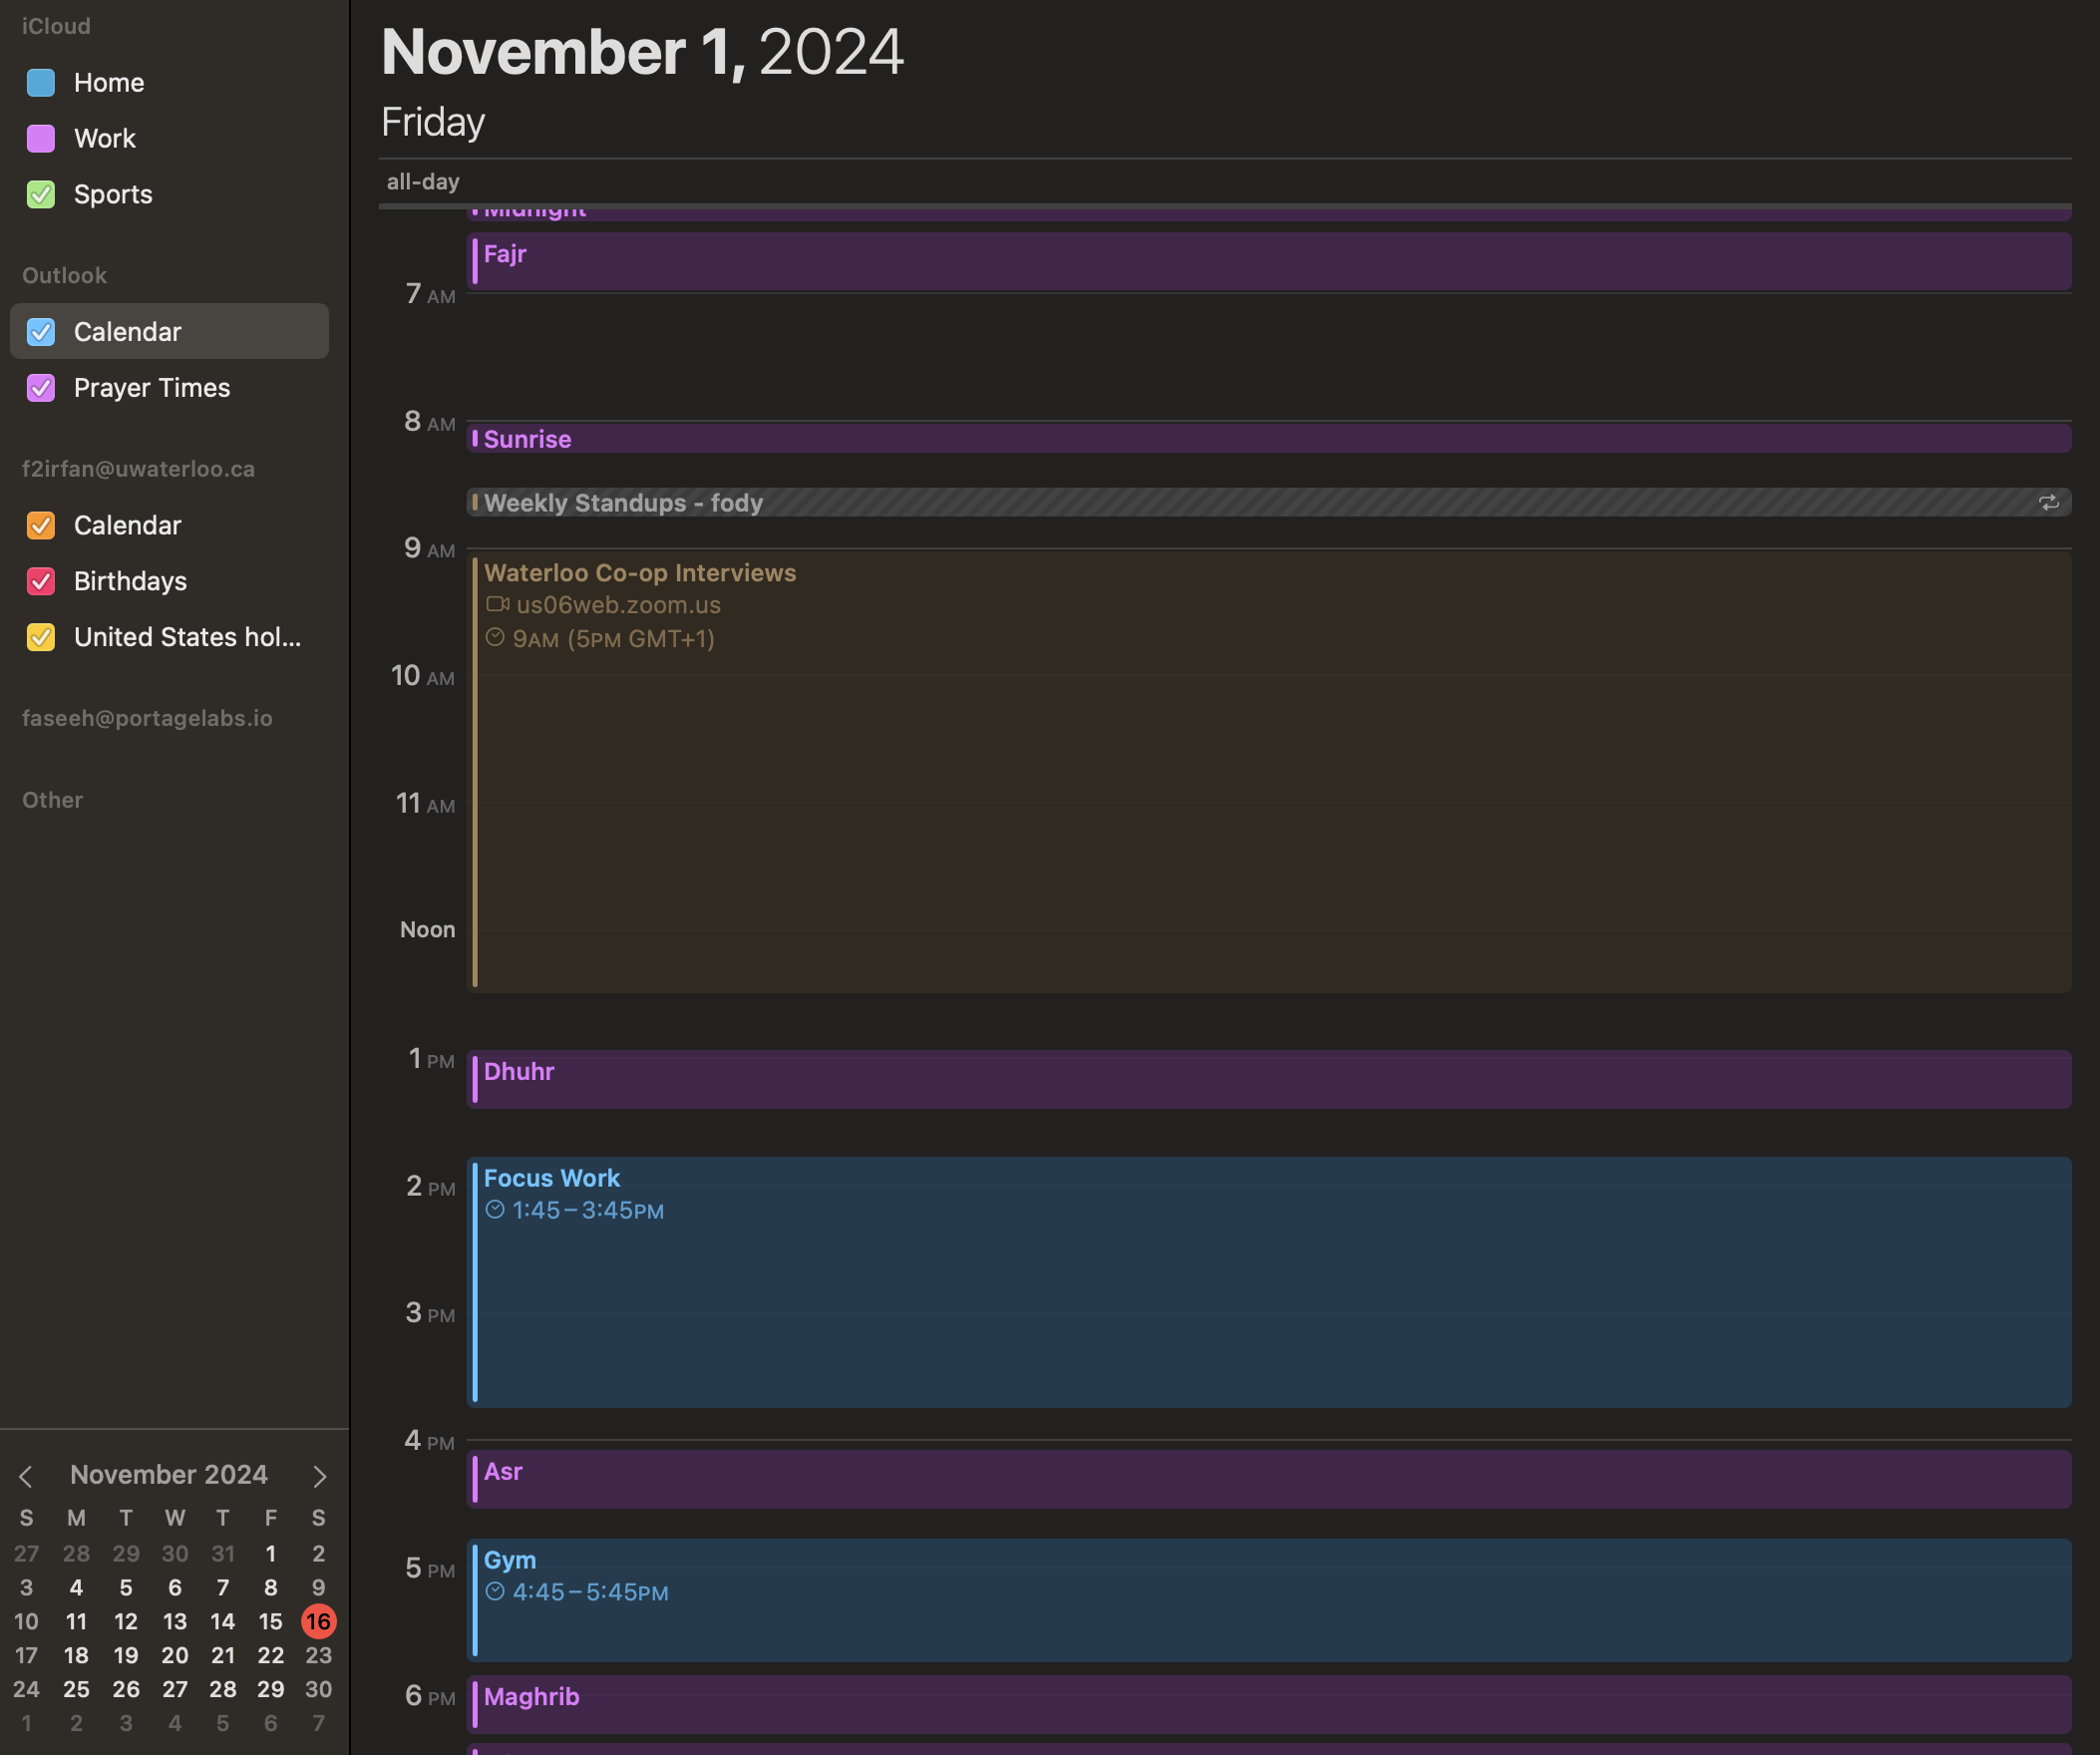 iCloud
Home
Work
Sports
Outlook
Calendar
Prayer Times
f2irfan@uwaterloo.ca
Calendar
Birthdays
United States hol...
faseeh@portagelabs.io
Other
November 2024
S M T W T F S
27 28 29 30 31 1 2
3 4 5 6 7 8 9
10 11 12 13 14 15 16
17 18 19 20 21 22 23
24 25 26 27 28 29 30
1 2 3 4 5 6 7
November 1, 2024
Friday
all-day
Midnight
Fajr
7 AM
8 AM
Sunrise
Weekly Standups - fody
9 AM
Waterloo Co-op Interviews
us06web.zoom.us
9AM (5PM GMT+1)
10 AM
11 AM
Noon
1 PM
Dhuhr
Focus Work
2 PM
1:45 – 3:45PM
3 PM
4 PM
Asr
Gym
5 PM
4:45 – 5:45PM
6 PM
Maghrib